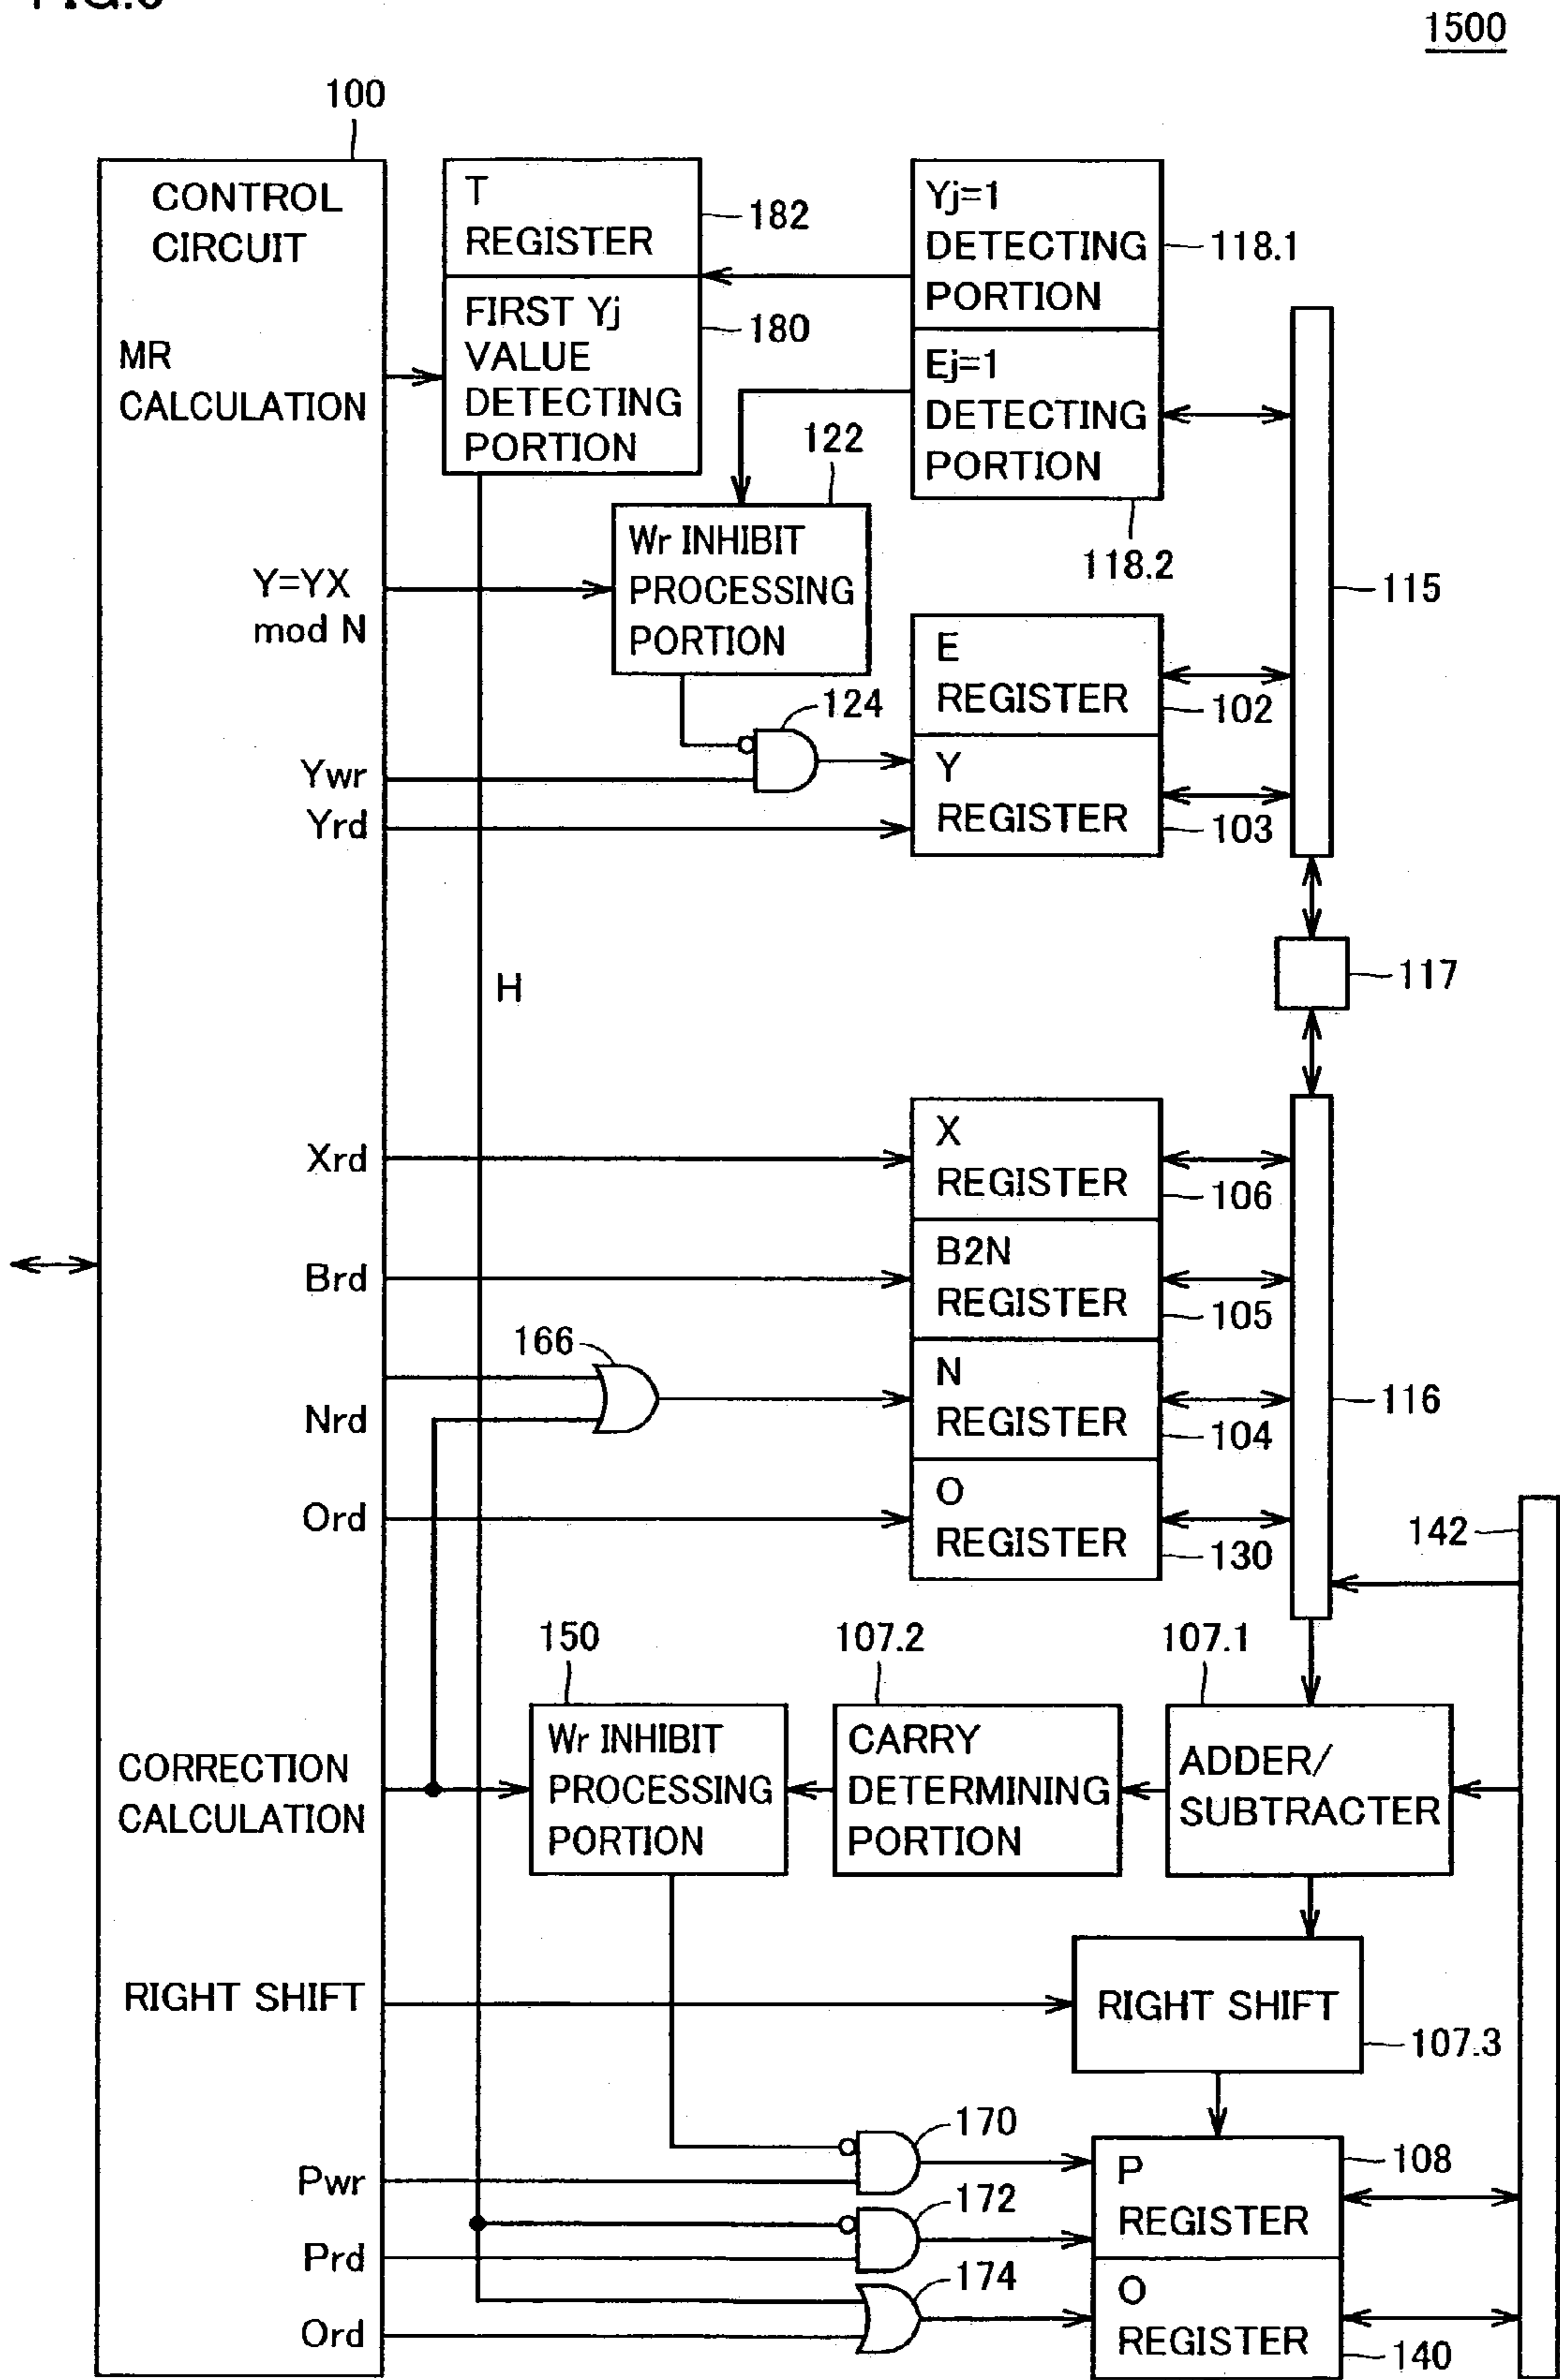 1500
100
CONTROL
CIRCUIT
T
REGISTER
182
Yj=1
DETECTING
PORTION
118.1
MR
CALCULATION
FIRST Yj
VALUE
DETECTING
PORTION
180
Ej=1
DETECTING
PORTION
118.2
122
Wr INHIBIT
PROCESSING
PORTION
115
Y=YX
mod N
E
REGISTER
102
124
Ywr
Yrd
Y
REGISTER
103
117
H
Xrd
X
REGISTER
106
Brd
B2N
REGISTER
105
166
Nrd
N
REGISTER
104
116
Ord
O
REGISTER
130
142
150
107.2
107.1
CORRECTION
CALCULATION
Wr INHIBIT
PROCESSING
PORTION
CARRY
DETERMINING
PORTION
ADDER/
SUBTRACTER
RIGHT SHIFT
RIGHT SHIFT
107.3
170
Pwr
P
REGISTER
108
172
Prd
174
Ord
O
REGISTER
140